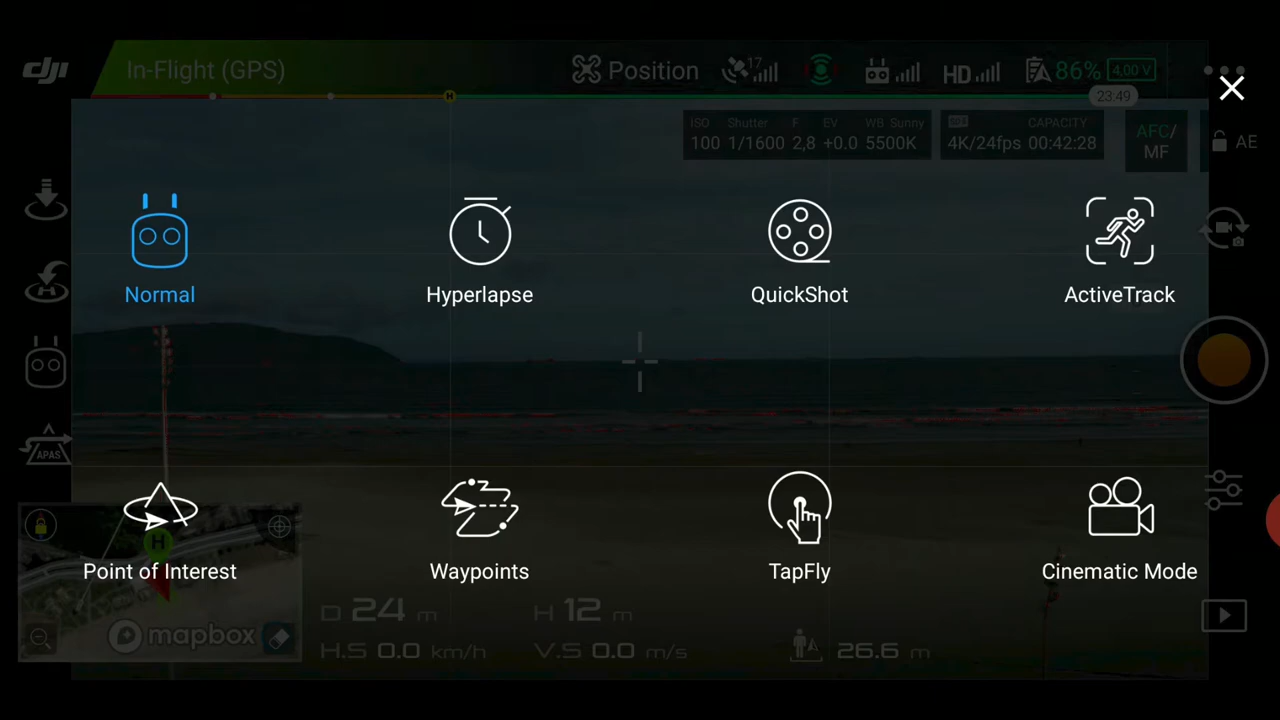 dji In-Flight (GPS) Position 17 HD 86% 4,00 V
23:49
ISO Shutter F EV WB Sunny CAPACITY
100 1/1600 2,8 +0.0 5500K 4K/24fps 00:42:28 AFC/ MF AE
Normal Hyperlapse QuickShot ActiveTrack
APAS
H
Point of Interest Waypoints TapFly Cinematic Mode
D 24 m H 12 m
mapbox H.S 0.0 km/h V.S 0.0 m/s 26.6 m